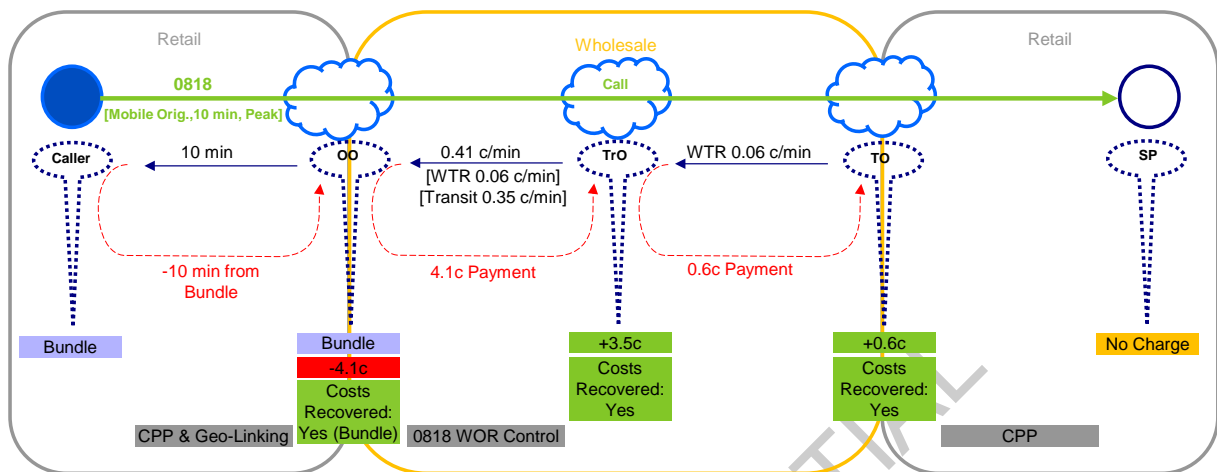 Retail
Wholesale
Retail
0818
Call
[Mobile Orig.,10 min, Peak]
Caller
10 min
OO
0.41 c/min
[WTR 0.06 c/min]
[Transit 0.35 c/min]
TrO
WTR 0.06 c/min
TO
SP
-10 min from
Bundle
4.1c Payment
0.6c Payment
Bundle
Bundle
-4.1c
Costs
Recovered:
Yes (Bundle)
+3.5c
Costs
Recovered:
Yes
+0.6c
Costs
Recovered:
Yes
No Charge
CPP & Geo-Linking
0818 WOR Control
CPP